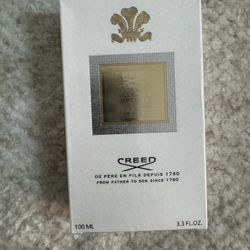 CREED
CREED
DE PÈRE EN FILS DEPUIS 1760
FROM FATHER TO SON SINCE 1760
100 ML 3.3 FL.OZ.